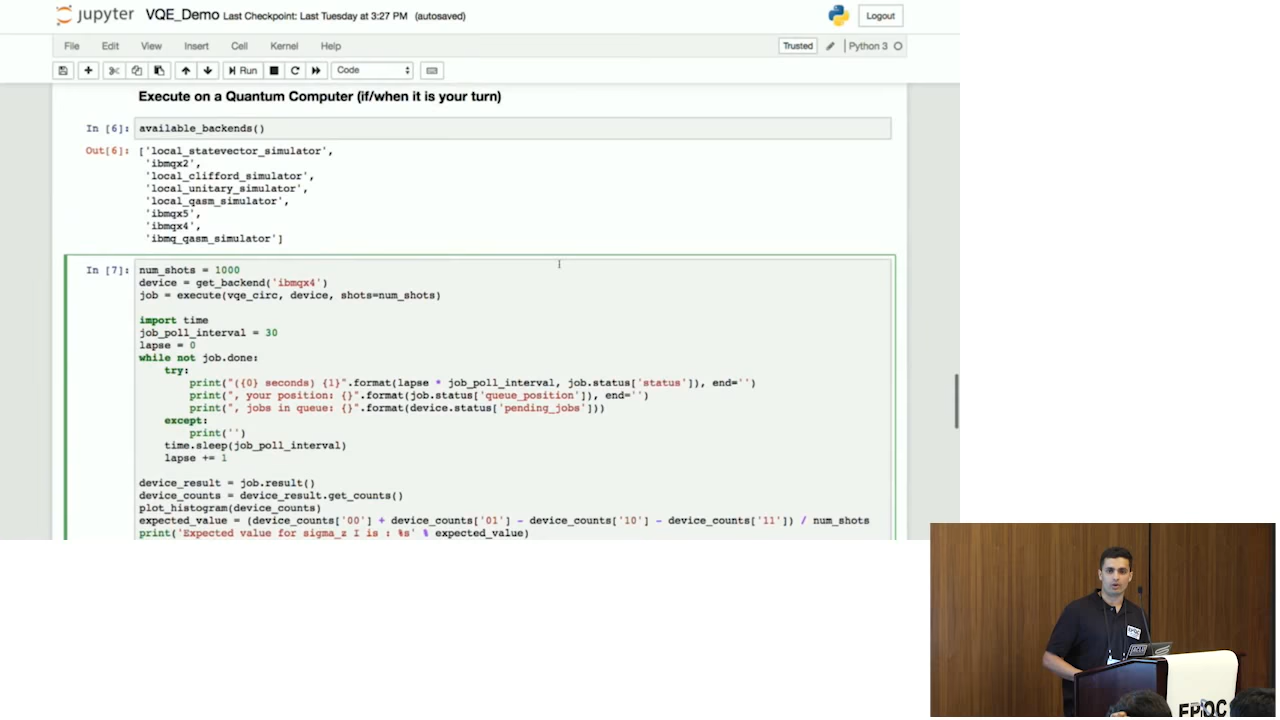 jupyter VQE_Demo Last Checkpoint: Last Tuesday at 3:27 PM (autosaved) Logout
File Edit View Insert Cell Kernel Help Trusted Python 3
Run Code
Execute on a Quantum Computer (if/when it is your turn)
In [6]: available_backends()
Out[6]: ['local_statevector_simulator',
'ibmqx2',
'local_clifford_simulator',
'local_unitary_simulator',
'local_qasm_simulator',
'ibmqx5',
'ibmqx4',
'ibmq_qasm_simulator']
In [7]: num_shots = 1000
device = get_backend('ibmqx4')
job = execute(vqe_circ, device, shots=num_shots)
import time
job_poll_interval = 30
lapse = 0
while not job.done:
try:
print("({0} seconds) {1}".format(lapse * job_poll_interval, job.status['status']), end='')
print(", your position: {}".format(job.status['queue_position']), end='')
print(", jobs in queue: {}".format(device.status['pending_jobs']))
except:
print('')
time.sleep(job_poll_interval)
lapse += 1
device_result = job.result()
device_counts = device_result.get_counts()
plot_histogram(device_counts)
expected_value = (device_counts['00'] + device_counts['01'] - device_counts['10'] - device_counts['11']) / num_shots
print('Expected value for sigma_z I is : %s' % expected_value)
EPiQC
EPiQC